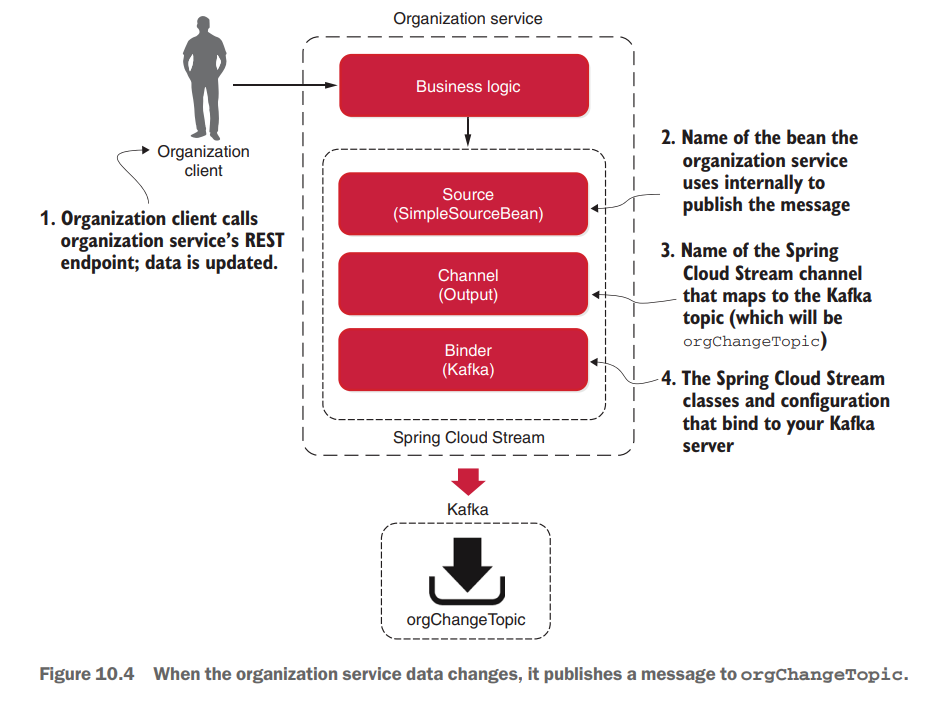 Organization service
Business logic
Organization
client
1. Organization client calls
organization service's REST
endpoint; data is updated.
Source
(SimpleSourceBean)
2. Name of the bean the
organization service
uses internally to
publish the message
Channel
(Output)
3. Name of the Spring
Cloud Stream channel
that maps to the Kafka
topic (which will be
orgChangeTopic)
Binder
(Kafka)
4. The Spring Cloud Stream
classes and configuration
that bind to your Kafka
server
Spring Cloud Stream
Kafka
orgChangeTopic
Figure 10.4 When the organization service data changes, it publishes a message to orgChangeTopic.